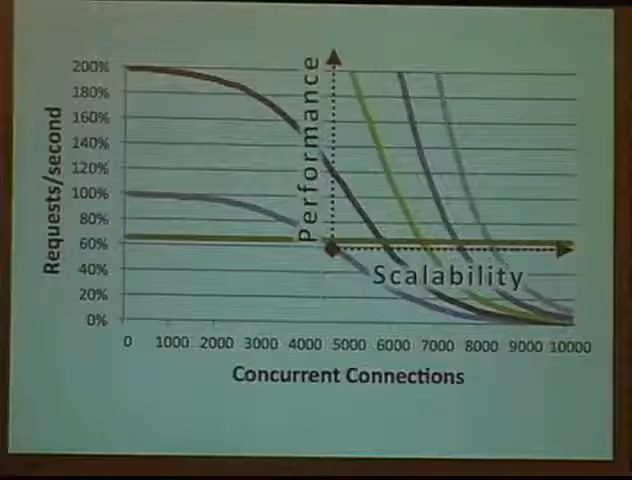 200%
180%
160%
140%
120%
100%
80%
60%
40%
20%
0%
Requests/second
Performance
Scalability
0 1000 2000 3000 4000 5000 6000 7000 8000 9000 10000
Concurrent Connections